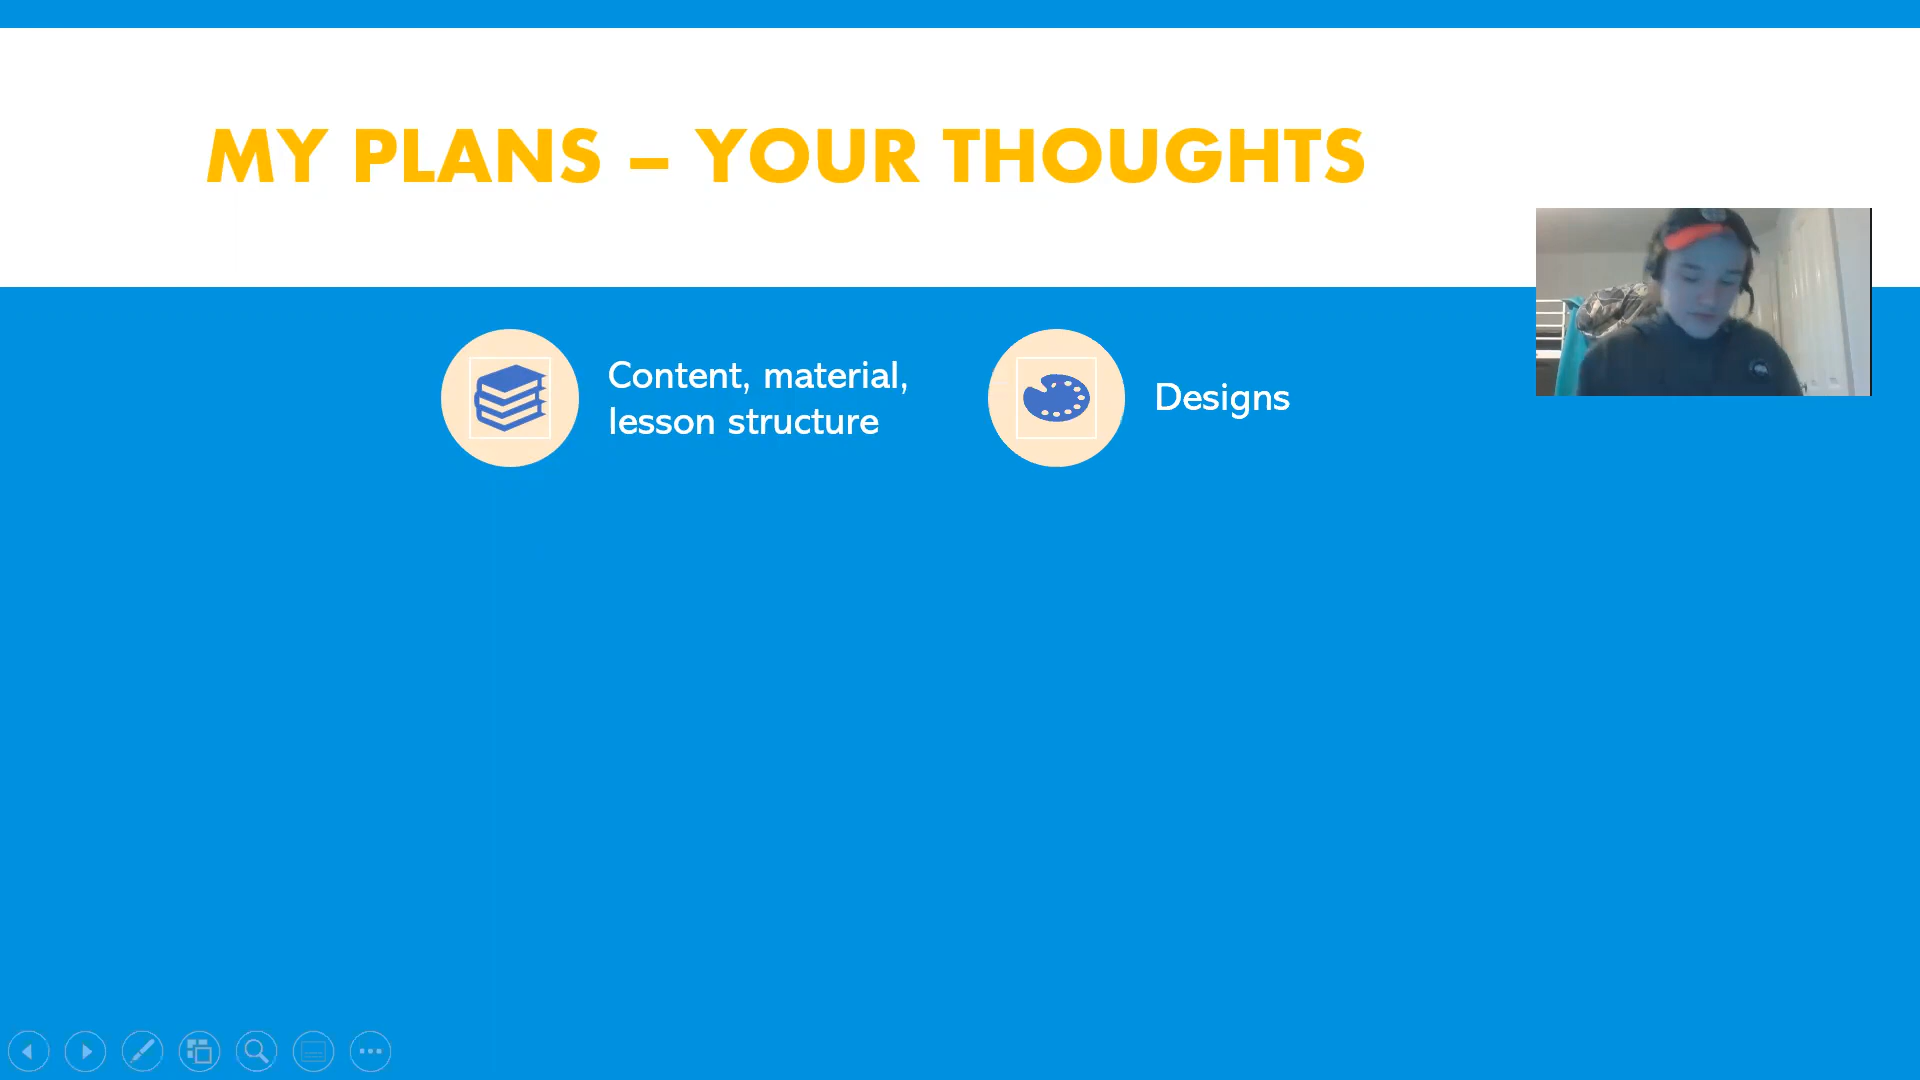 MY PLANS – YOUR THOUGHTS
Content, material,
lesson structure
Designs